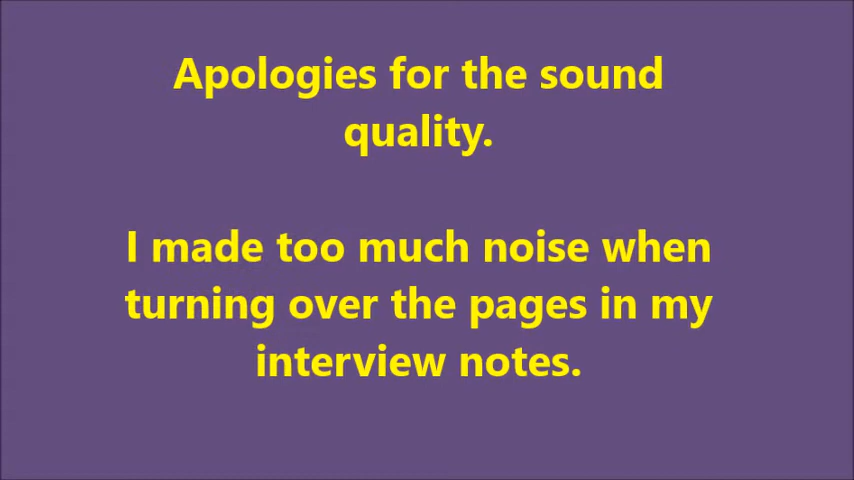 Apologies for the sound
quality.
I made too much noise when
turning over the pages in my
interview notes.